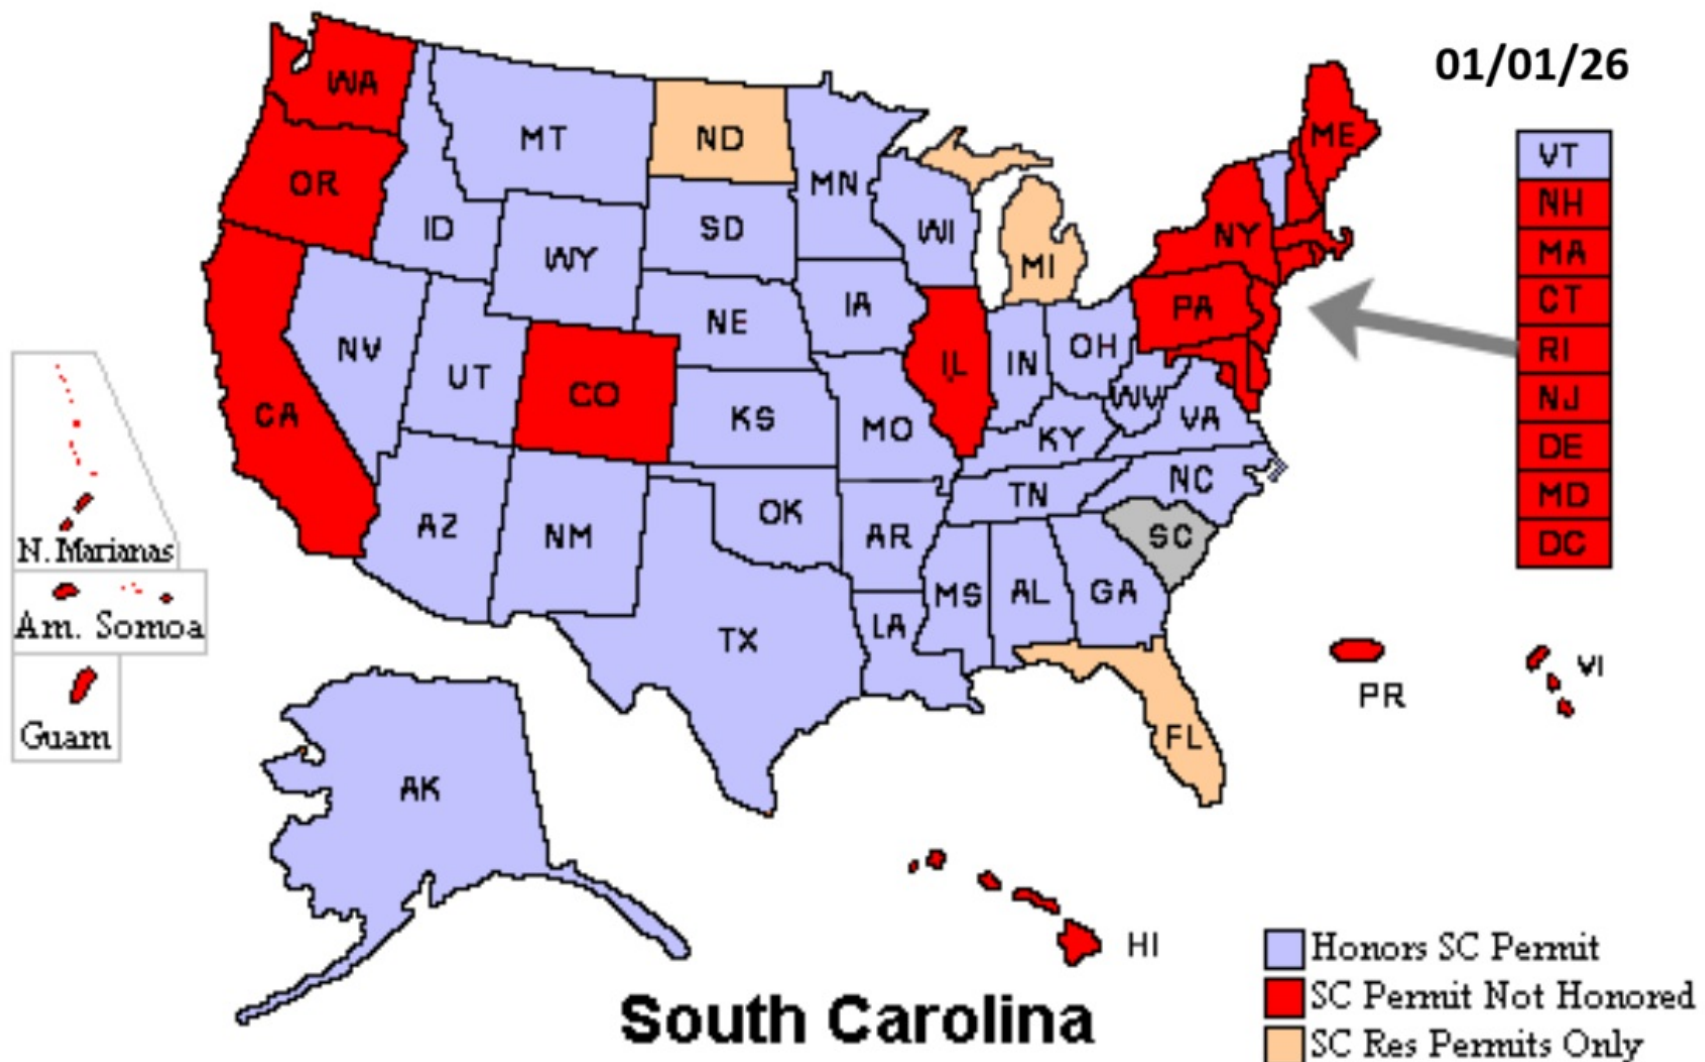 01/01/26
WA
OR
CA
ID
MT
ND
SD
MN
WI
MI
WY
NV
UT
CO
NE
KS
IA
IL
IN
OH
MO
KY
WV
VA
PA
NY
ME
AZ
NM
OK
TX
AR
LA
MS
AL
GA
TN
NC
SC
FL
AK
HI
PR
VI
VT
NH
MA
CT
RI
NJ
DE
MD
DC
N. Marianas
Am. Somoa
Guam
South Carolina
Honors SC Permit
SC Permit Not Honored
SC Res Permits Only